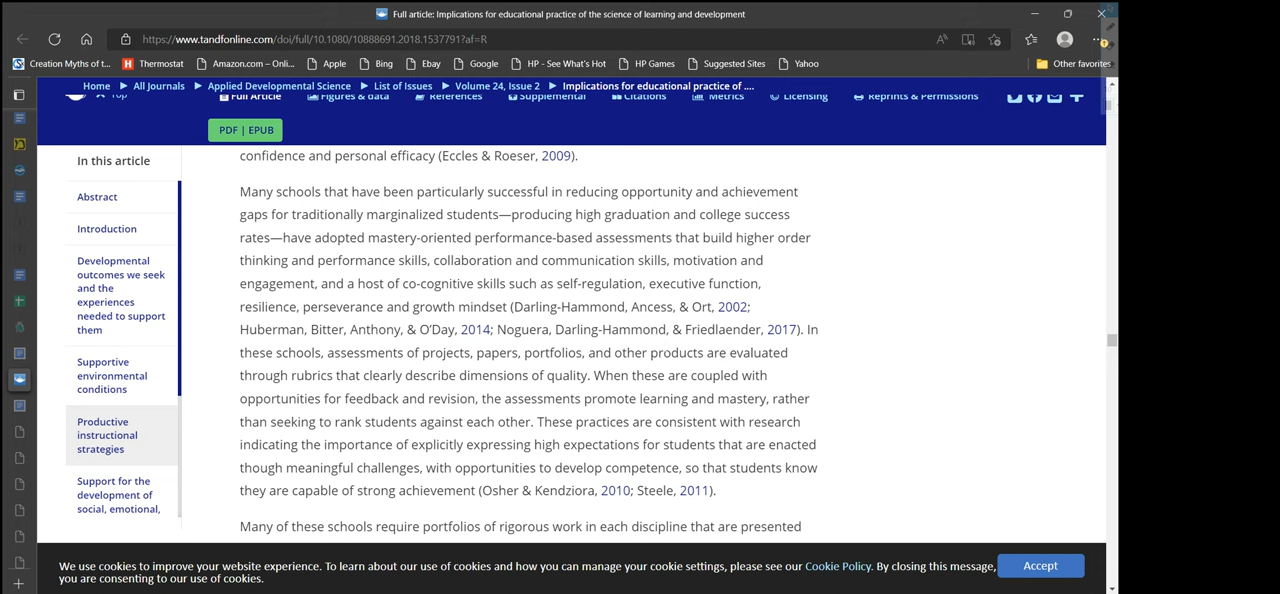 Full article: Implications for educational practice of the science of learning and development
https://www.tandfonline.com/doi/full/10.1080/10888691.2018.1537791?af=R
Creation Myths of t... Thermostat Amazon.com – Onli... Apple Bing Ebay Google HP - See What's Hot HP Games Suggested Sites Yahoo Other favorites
Home All Journals Applied Developmental Science List of Issues Volume 24, Issue 2 Implications for educational practice of ....
Top Full Article Figures & data References Supplemental Citations Metrics Licensing Reprints & Permissions
PDF | EPUB
In this article
Abstract
Introduction
Developmental
outcomes we seek
and the
experiences
needed to support
them
Supportive
environmental
conditions
Productive
instructional
strategies
Support for the
development of
social, emotional,
confidence and personal efficacy (Eccles & Roeser, 2009).
Many schools that have been particularly successful in reducing opportunity and achievement
gaps for traditionally marginalized students—producing high graduation and college success
rates—have adopted mastery-oriented performance-based assessments that build higher order
thinking and performance skills, collaboration and communication skills, motivation and
engagement, and a host of co-cognitive skills such as self-regulation, executive function,
resilience, perseverance and growth mindset (Darling-Hammond, Ancess, & Ort, 2002;
Huberman, Bitter, Anthony, & O'Day, 2014; Noguera, Darling-Hammond, & Friedlaender, 2017). In
these schools, assessments of projects, papers, portfolios, and other products are evaluated
through rubrics that clearly describe dimensions of quality. When these are coupled with
opportunities for feedback and revision, the assessments promote learning and mastery, rather
than seeking to rank students against each other. These practices are consistent with research
indicating the importance of explicitly expressing high expectations for students that are enacted
though meaningful challenges, with opportunities to develop competence, so that students know
they are capable of strong achievement (Osher & Kendziora, 2010; Steele, 2011).
Many of these schools require portfolios of rigorous work in each discipline that are presented
We use cookies to improve your website experience. To learn about our use of cookies and how you can manage your cookie settings, please see our Cookie Policy. By closing this message,
you are consenting to our use of cookies.
Accept